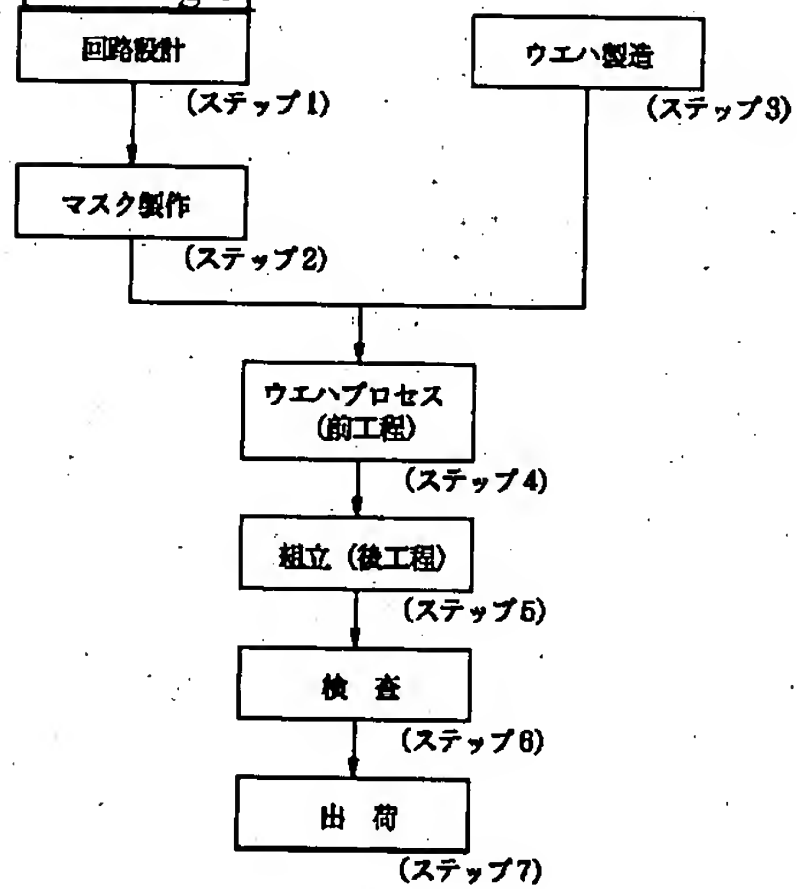 回路設計
(ステップ1)
ウエハ製造
(ステップ3)
マスク製作
(ステップ2)
ウエハプロセス
(前工程)
(ステップ4)
組立(後工程)
(ステップ5)
検 査
(ステップ6)
出 荷
(ステップ7)